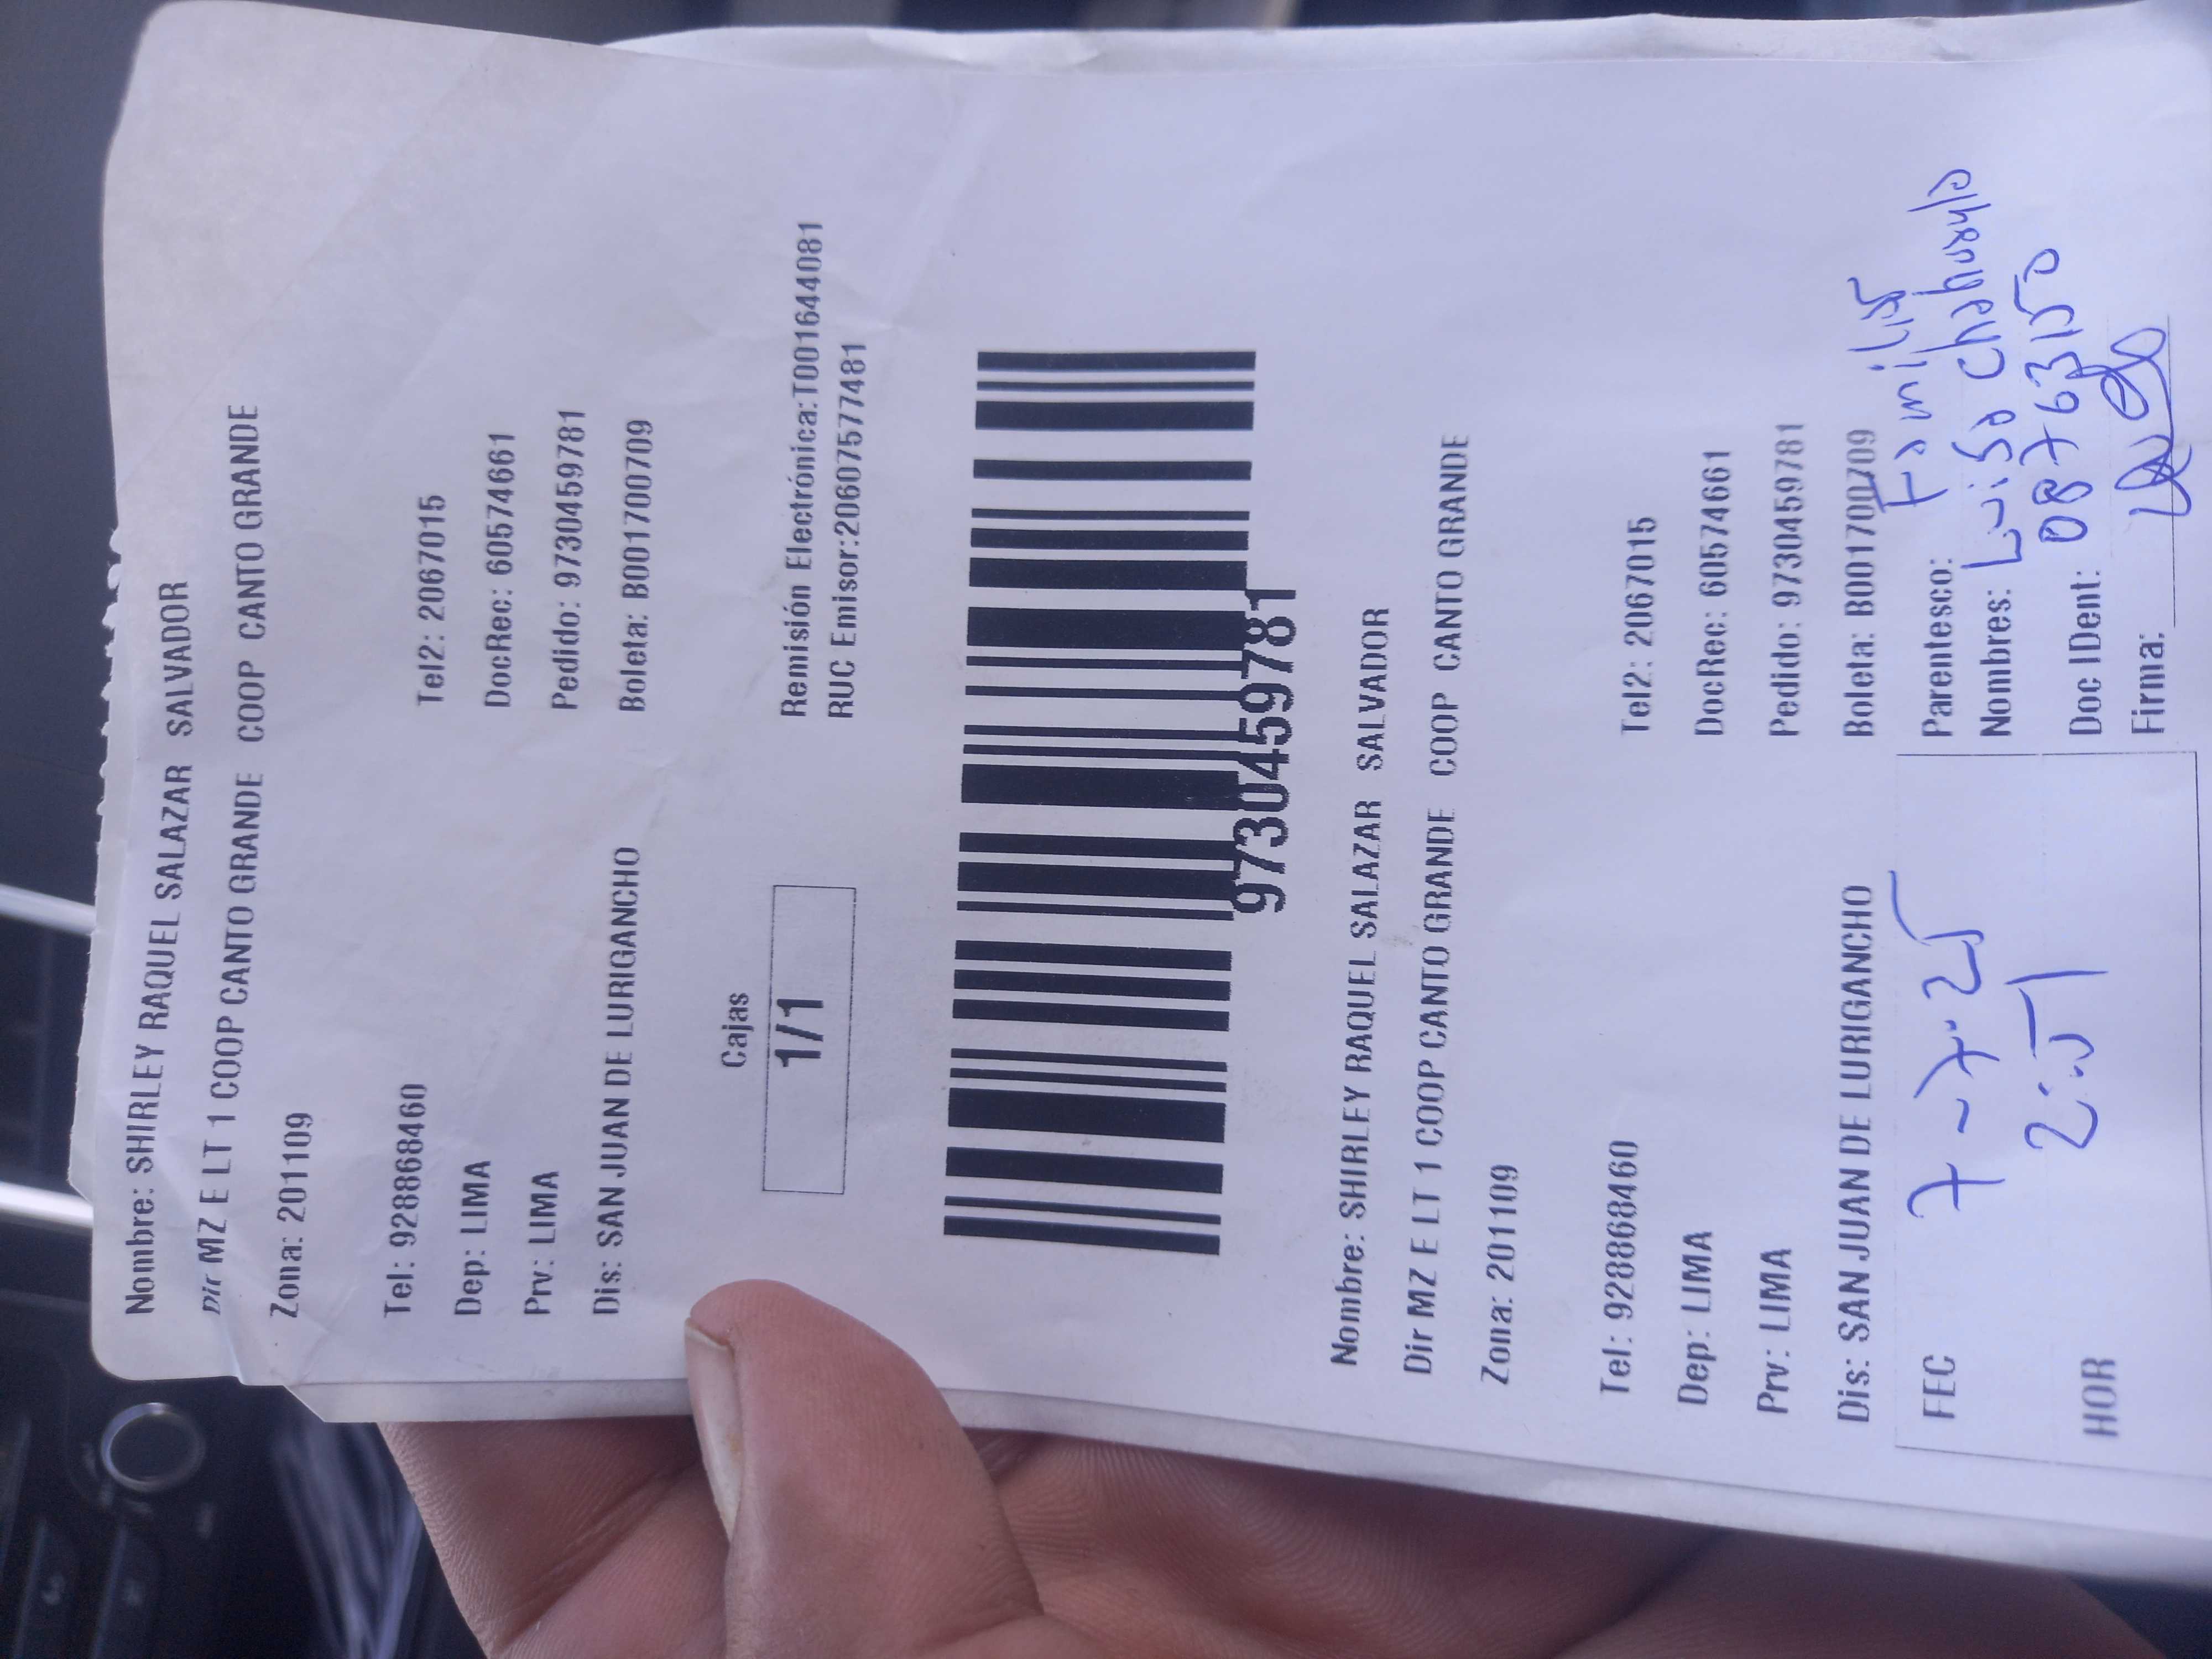 Nombre: SHIRLEY RAQUEL SALAZAR SALVADOR
Dir MZ E LT 1 COOP CANTO GRANDE COOP CANTO GRANDE
Zona: 201109
Tel: 928868460 Tel2: 2067015
Dep: LIMA DocRec: 60574661
Prv: LIMA Pedido: 97304459781
Dis: SAN JUAN DE LURIGANCHO Boleta: B001700709
Cajas
1/1
Remisión Electrónica:T001644081
RUC Emisor:20607577481
97304459781
Nombre: SHIRLEY RAQUEL SALAZAR SALVADOR
Dir MZ E LT 1 COOP CANTO GRANDE COOP CANTO GRANDE
Zona: 201109
Tel: 928868460 Tel2: 2067015
Dep: LIMA DocRec: 60574661
Prv: LIMA Pedido: 97304459781
Dis: SAN JUAN DE LURIGANCHO Boleta: B001700709
FEC 7-7-25
HOR 2:51
Parentesco: Familiar
Nombres: Luisa
Doc IDent: 08763150
Firma: